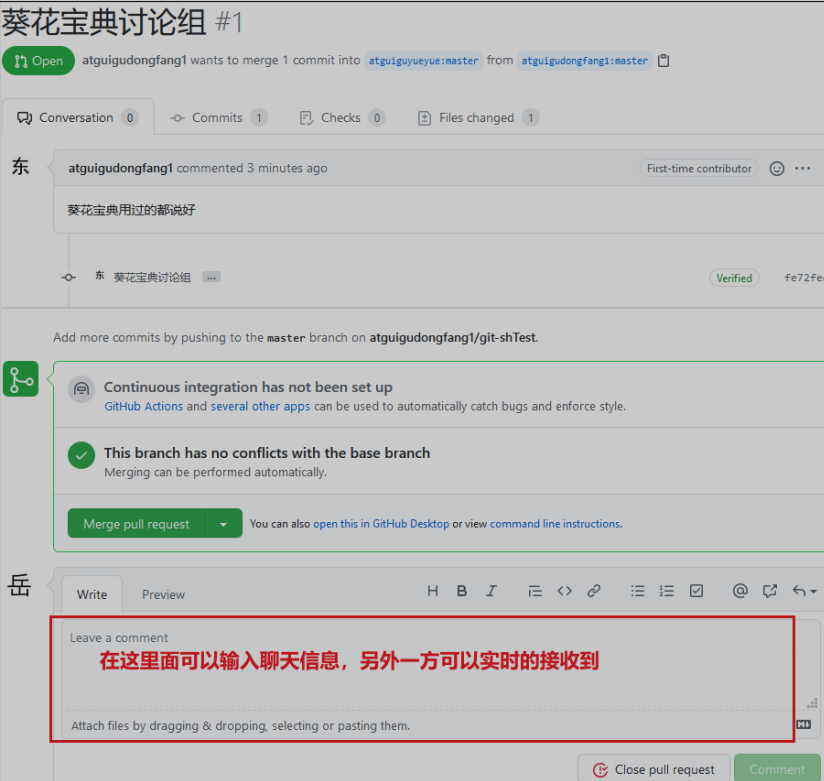 葵花宝典讨论组 #1
Open atguigudongfang1 wants to merge 1 commit into atguiguyueyue:master from atguigudongfang1:master
Conversation 0 Commits 1 Checks 0 Files changed 1
东 atguigudongfang1 commented 3 minutes ago First-time contributor
葵花宝典用过的都说好
东 葵花宝典讨论组 … Verified fe72fe
Add more commits by pushing to the master branch on atguigudongfang1/git-shTest.
Continuous integration has not been set up
GitHub Actions and several other apps can be used to automatically catch bugs and enforce style.
This branch has no conflicts with the base branch
Merging can be performed automatically.
Merge pull request You can also open this in GitHub Desktop or view command line instructions.
岳 Write Preview
Leave a comment
在这里面可以输入聊天信息，另外一方可以实时的接收到
Attach files by dragging & dropping, selecting or pasting them.
Close pull request Comment